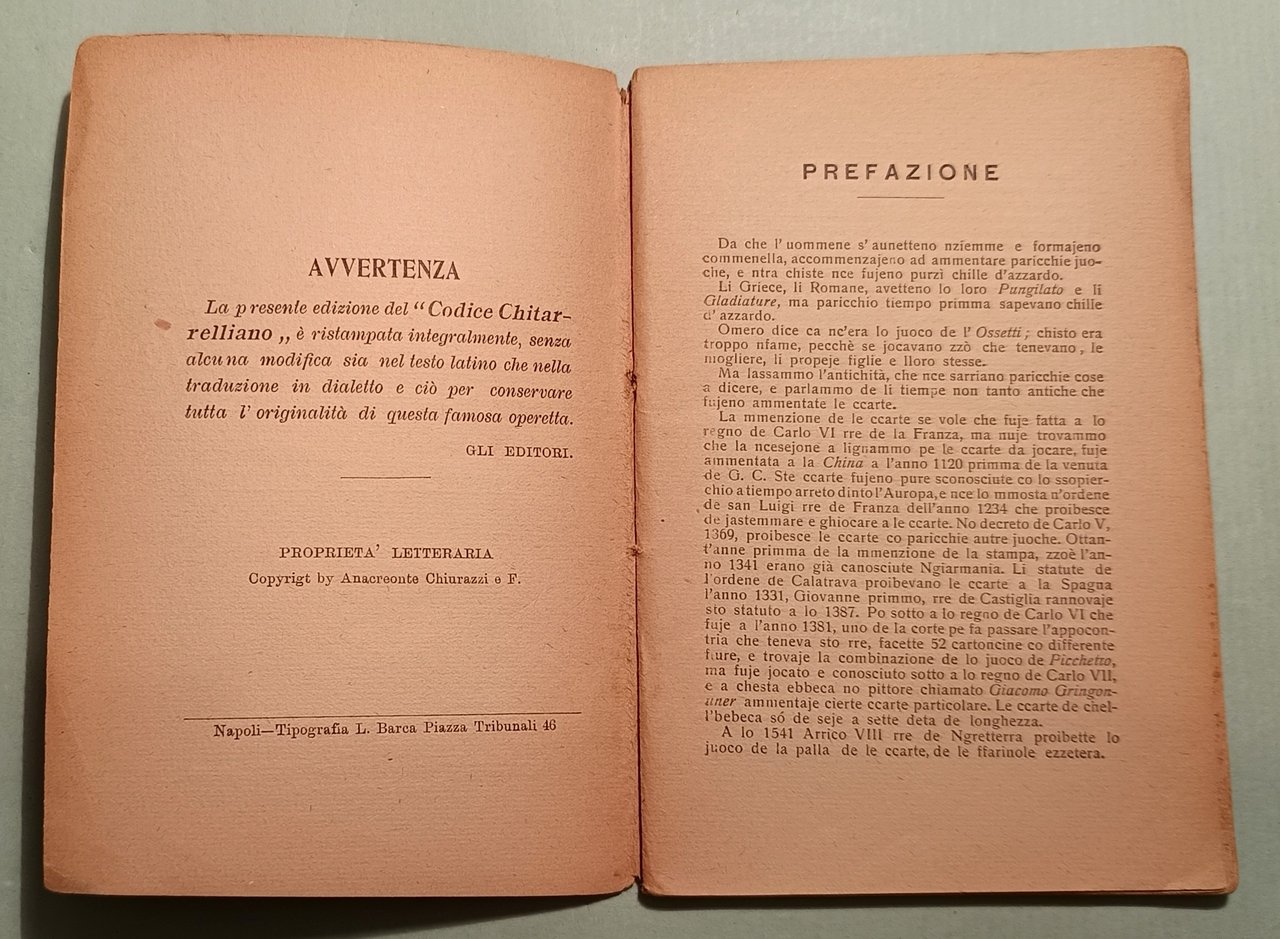 AVVERTENZA
La presente edizione del “Codice Chitar-
relliano „ è ristampata integralmente, senza
alcuna modifica sia nel testo latino che nella
traduzione in dialetto e ciò per conservare
tutta l' originalità di questa famosa operetta.
GLI EDITORI.
PROPRIETA' LETTERARIA
Copyrigt by Anacreonte Chiurazzi e F.
Napoli—Tipografia L. Barca Piazza Tribunali 46
PREFAZIONE
Da che l' uommene s' aunetteno nziemme e formajeno
commenella, accommenzajeno ad ammentare paricchie juo-
che, e ntra chiste nce fujeno purzì chille d'azzardo.
Li Griece, li Romane, avetteno lo loro Pungilato e li
Gladiature, ma paricchio tiempo primma sapevano chille
d' azzardo.
Omero dice ca nc'era lo juoco de l' Ossetti; chisto era
troppo nfame, pecchè se jocavano zzò che tenevano, le
mogliere, li propeje figlie e lloro stesse.
Ma lassammo l'antichità, che nce sarriano paricchie cose
a dicere, e parlammo de li tiempe non tanto antiche che
fujeno ammentate le ccarte.
La mmenzione de le ccarte se vole che fuje fatta a lo
regno de Carlo VI rre de la Franza, ma nuje trovammo
che la ncesejone a lignammo pe le ccarte da jocare, fuje
ammentata a la China a l'anno 1120 primma de la venuta
de G. C. Ste ccarte fujeno pure sconosciute co lo ssopier-
chio a tiempo arreto dinto l'Auropa, e nce lo mmosta n'ordene
de san Luigi rre de Franza dell'anno 1234 che proibesce
de jastemmare e ghiocare a le ccarte. No decreto de Carlo V,
1369, proibesce le ccarte co paricchie autre juoche. Ottan-
t'anne primma de la mmenzione de la stampa, zzoè l'an-
no 1341 erano già canosciute Ngiarmania. Li statute de
l'ordene de Calatrava proibevano le ccarte a la Spagna
l'anno 1331, Giovanne primmo, rre de Castiglia rannovaje
sto statuto a lo 1387. Po sotto a lo regno de Carlo VI che
fuje a l'anno 1381, uno de la corte pe fa passare l'appocon-
tria che teneva sto rre, facette 52 cartoncine co differente
fiure, e trovaje la combinazione de lo juoco de Picchetto,
ma fuje jocato e conosciuto sotto a lo regno de Carlo VII,
e a chesta ebbeca no pittore chiamato Giacomo Gringon-
uner ammentaje cierte ccarte particolare. Le ccarte de chel-
l'bebeca só de seje a sette deta de longhezza.
A lo 1541 Arrico VIII rre de Ngretterra proibette lo
juoco de la palla de le ccarte, de le ffarinole ezzetera.